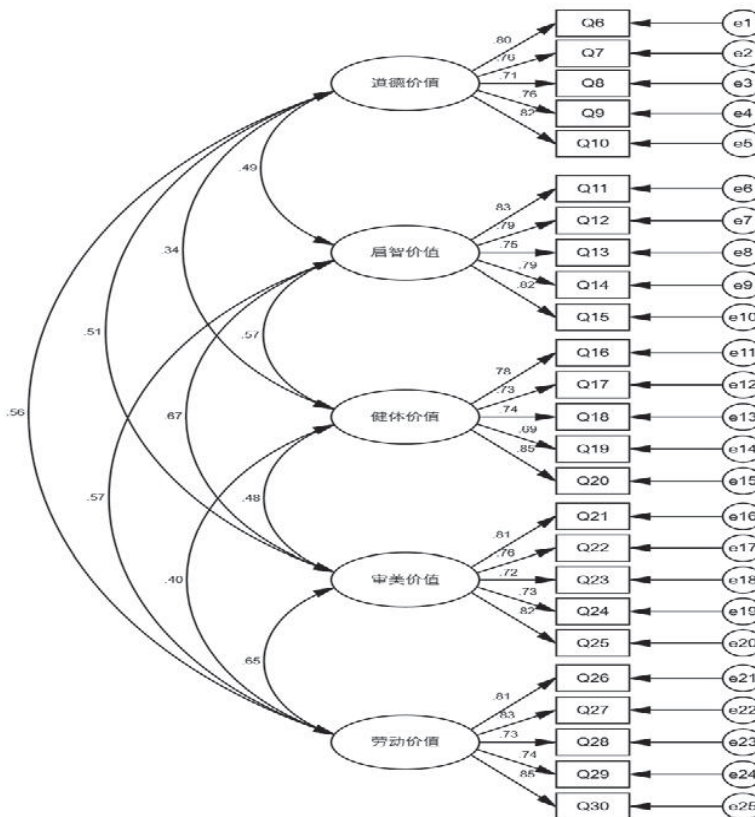 Q6 e1
.80
Q7 e2
.76
道德价值 .71 Q8 e3
.76
Q9 e4
.82
Q10 e5
.49
.83 Q11 e6
.79 Q12 e7
.34 启智价值 .75 Q13 e8
.79
Q14 e9
.82
Q15 e10
.51 .57
.78 Q16 e11
.73 Q17 e12
.56 .67 健体价值 .74 Q18 e13
.69
Q19 e14
.85
Q20 e15
.57 .48
.81 Q21 e16
.76 Q22 e17
.40 审美价值 .72 Q23 e18
.73
Q24 e19
.82
Q25 e20
.65
.81 Q26 e21
.83 Q27 e22
劳动价值 .73 Q28 e23
.74
Q29 e24
.85
Q30 e25